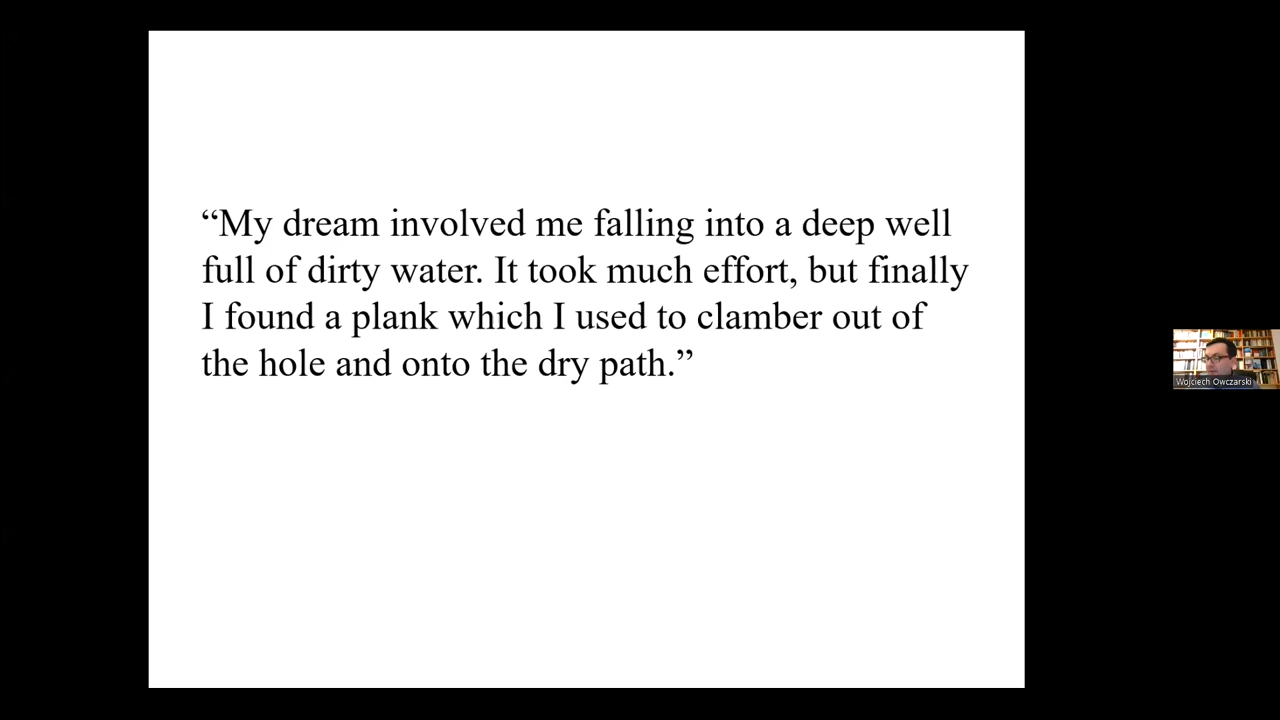 “My dream involved me falling into a deep well
full of dirty water. It took much effort, but finally
I found a plank which I used to clamber out of
the hole and onto the dry path.”
Wojciech Owczarski